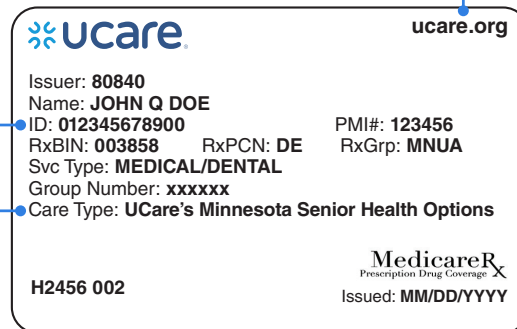 ucare ucare.org
Issuer: 80840
Name: JOHN Q DOE
ID: 012345678900 PMI#: 123456
RxBIN: 003858 RxPCN: DE RxGrp: MNUA
Svc Type: MEDICAL/DENTAL
Group Number: xxxxxx
Care Type: UCare's Minnesota Senior Health Options
MedicareRx
Prescription Drug Coverage
H2456 002
Issued: MM/DD/YYYY